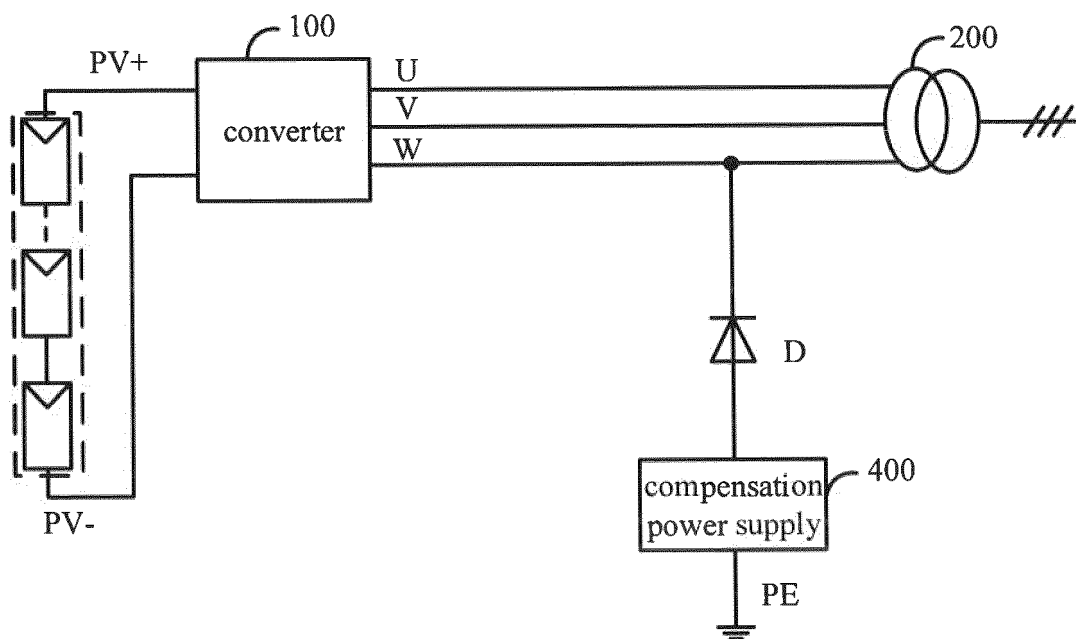 100
200
PV+
U
V
converter
W
D
400
compensation
power supply
PV-
PE